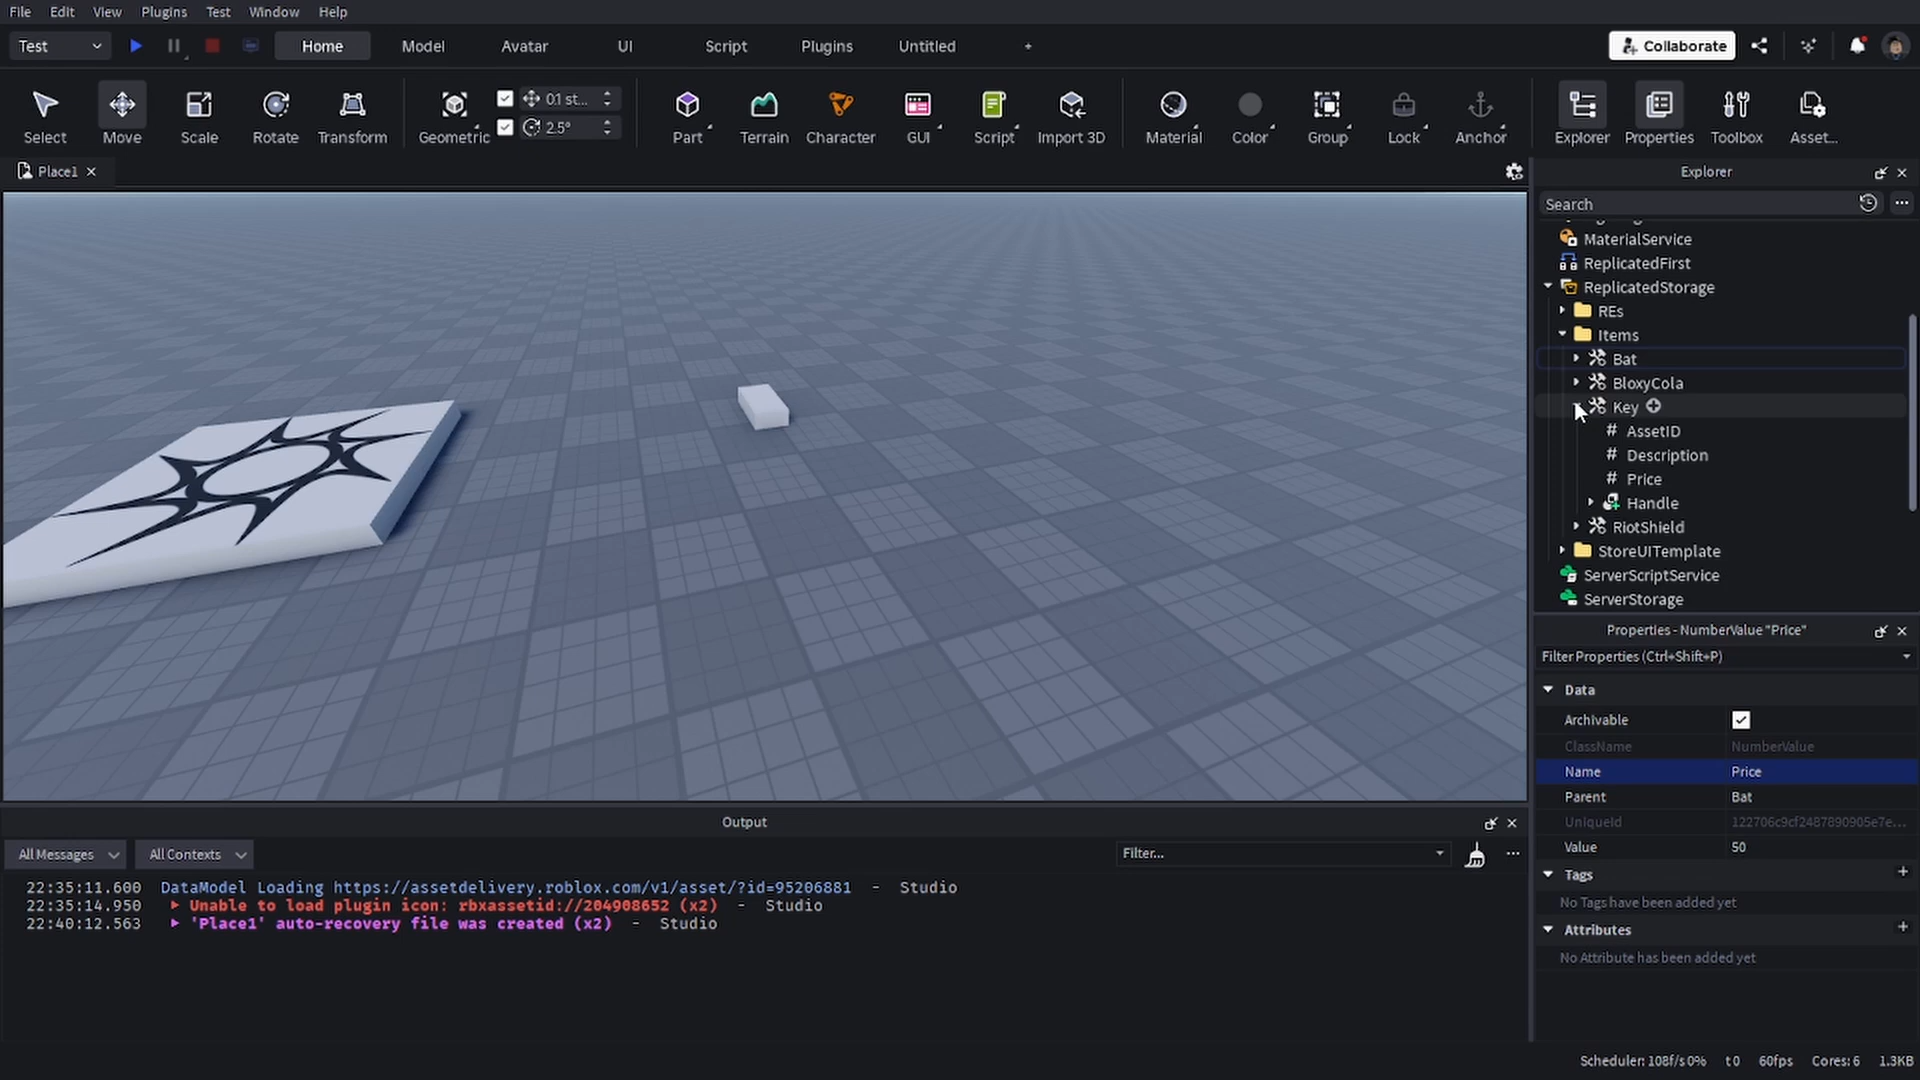 File Edit View Plugins Test Window Help
Test Home Model Avatar UI Script Plugins Untitled + Collaborate
Select Move Scale Rotate Transform Geometric 0.1 st... 2.5° Part Terrain Character GUI Script Import 3D Material Color Group Lock Anchor Explorer Properties Toolbox Asset...
Place1
Explorer
Search
MaterialService
ReplicatedFirst
ReplicatedStorage
REs
Items
Bat
BloxyCola
Key
# AssetID
# Description
# Price
Handle
RiotShield
StoreUITemplate
ServerScriptService
ServerStorage
Properties - NumberValue "Price"
Filter Properties (Ctrl+Shift+P)
Data
Archivable
ClassName NumberValue
Name Price
Parent Bat
UniqueId 122706c9cf2487890905e7e...
Value 50
Tags +
No Tags have been added yet
Attributes +
No Attribute has been added yet
Output
All Messages All Contexts Filter...
22:35:11.600 DataModel Loading https://assetdelivery.roblox.com/v1/asset/?id=95206881 - Studio
22:35:14.950 Unable to load plugin icon: rbxassetid://204908652 (x2) - Studio
22:40:12.563 'Place1' auto-recovery file was created (x2) - Studio
Scheduler: 108f/s 0% t 0 60fps Cores: 6 1.3KB